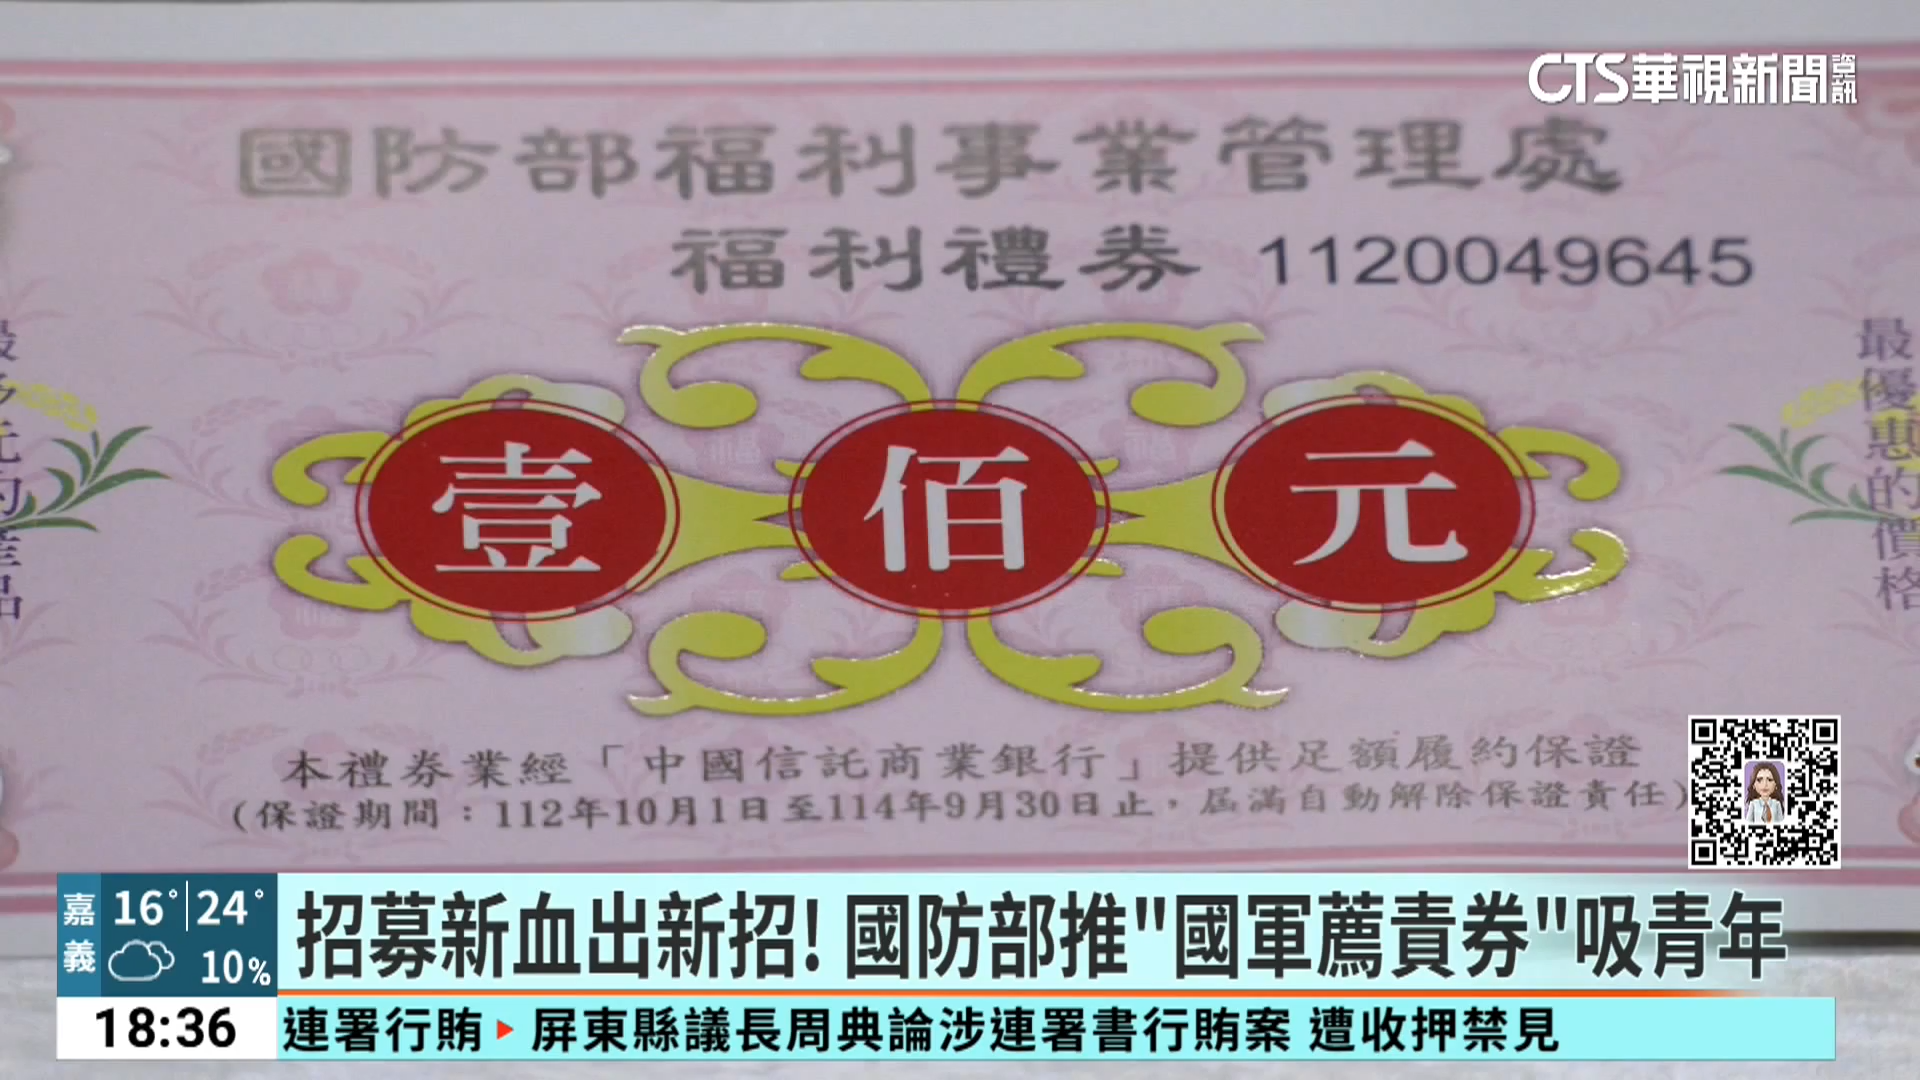 CTS華視新聞資訊
國防部福利事業管理處
福利禮券 1120049645
壹佰元
最優惠的價格
本禮券業經「中國信託商業銀行」提供足額履約保證
(保證期間：112年10月1日至114年9月30日止，屆滿自動解除保證責任)
嘉義 16° 24°
10%
招募新血出新招! 國防部推"國軍薦責券"吸青年
18:36
連署行賄▶屏東縣議長周典論涉連署書行賄案 遭收押禁見